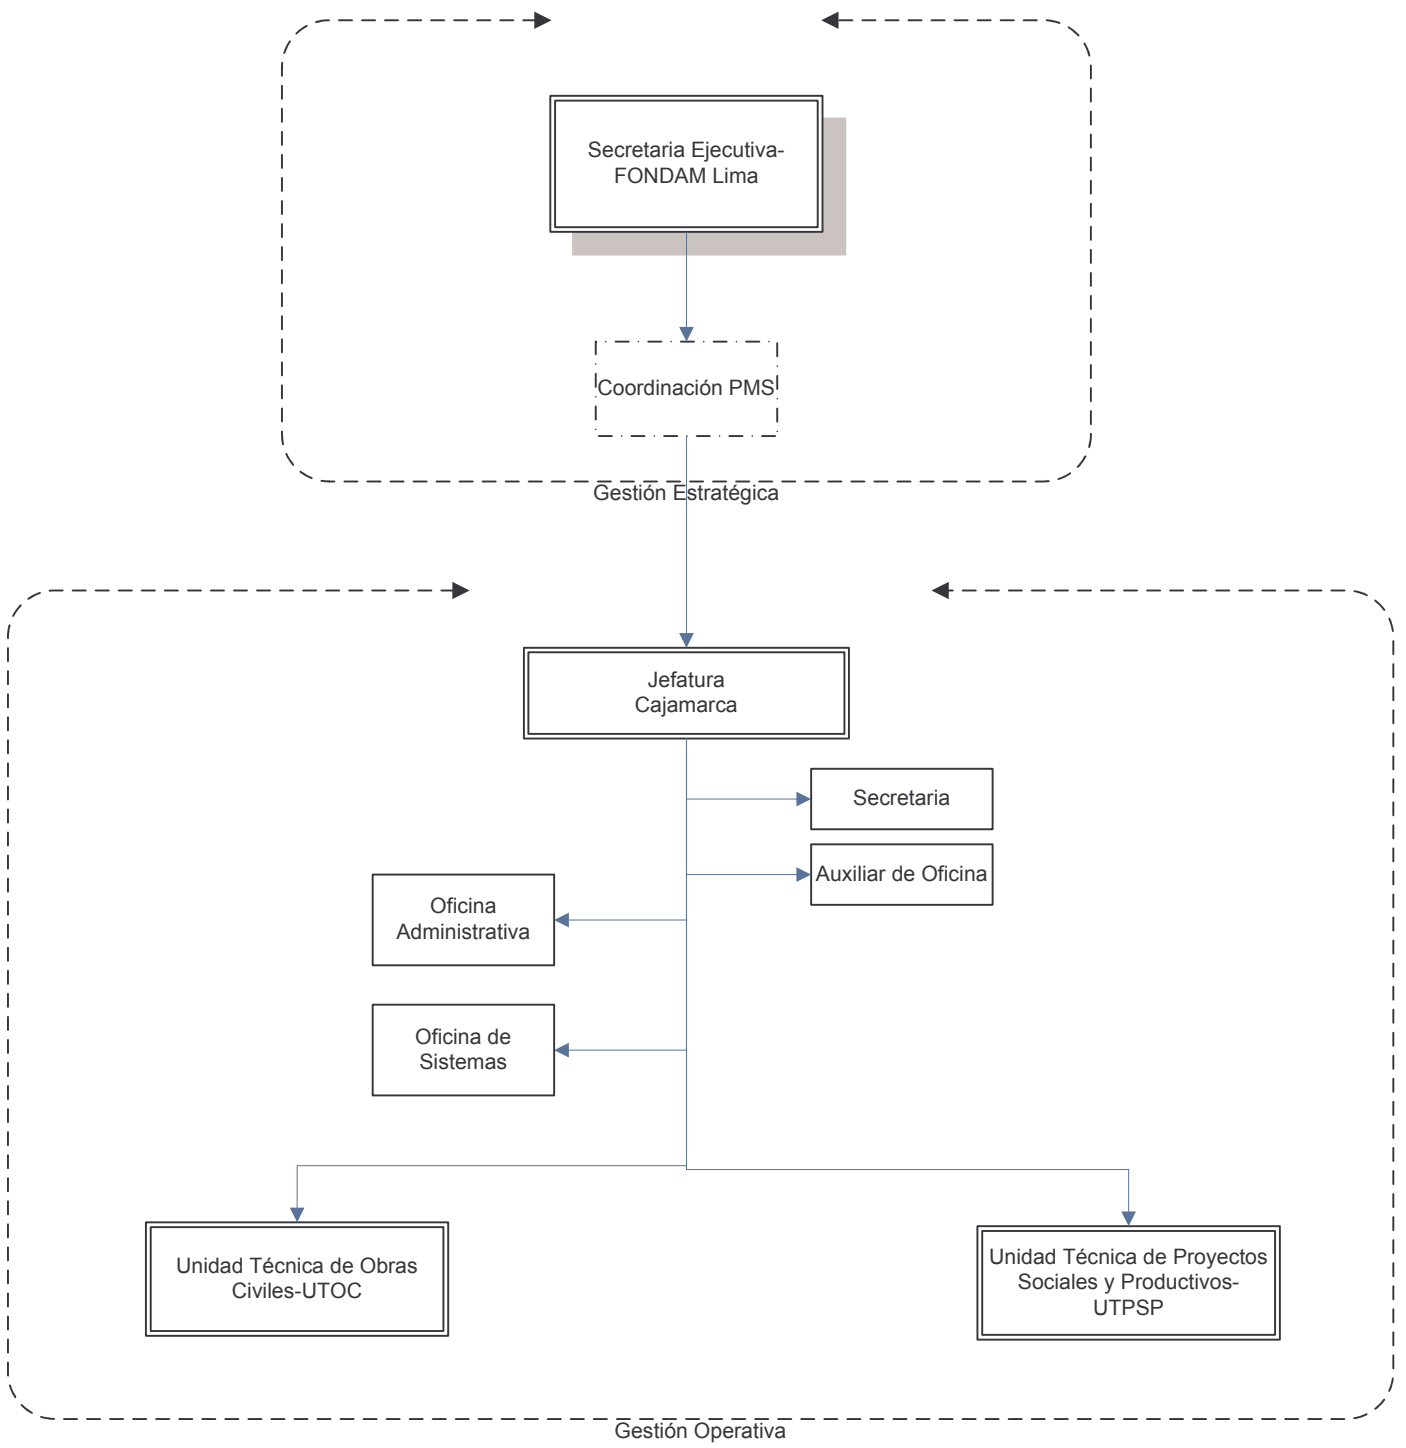 Secretaria Ejecutiva-
FONDAM Lima
Coordinación PMS
Gestión Estratégica
Jefatura
Cajamarca
Secretaria
Auxiliar de Oficina
Oficina
Administrativa
Oficina de
Sistemas
Unidad Técnica de Obras
Civiles-UTOC
Unidad Técnica de Proyectos
Sociales y Productivos-
UTPSP
Gestión Operativa